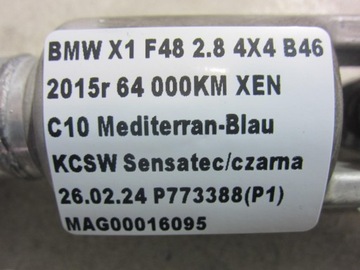 BMW X1 F48 2.8 4X4 B46
2015r 64 000KM XEN
C10 Mediterran-Blau
KCSW Sensatec/czarna
26.02.24 P773388(P1)
MAG00016095